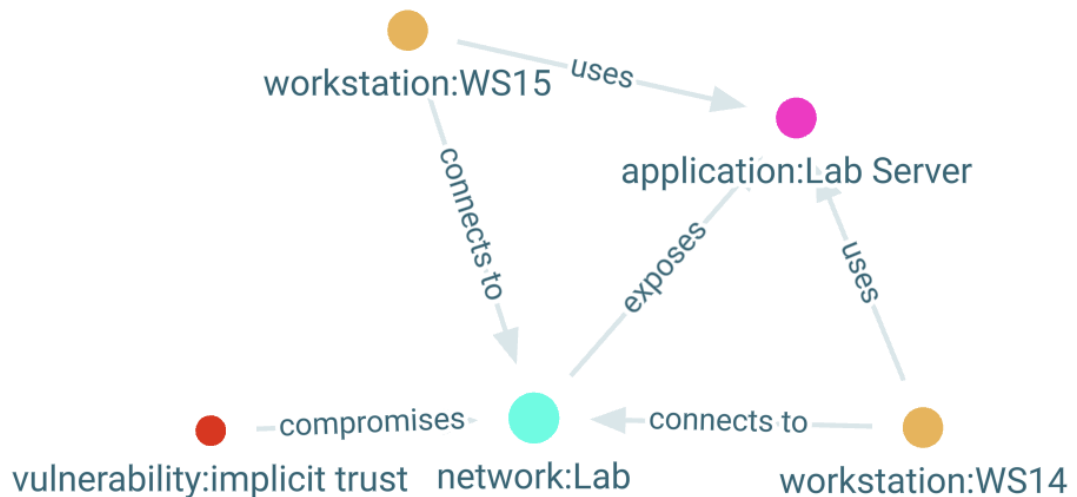 workstation:WS15
uses
application:Lab Server
connects to
exposes
uses
compromises
connects to
vulnerability:implicit trust
network:Lab
workstation:WS14